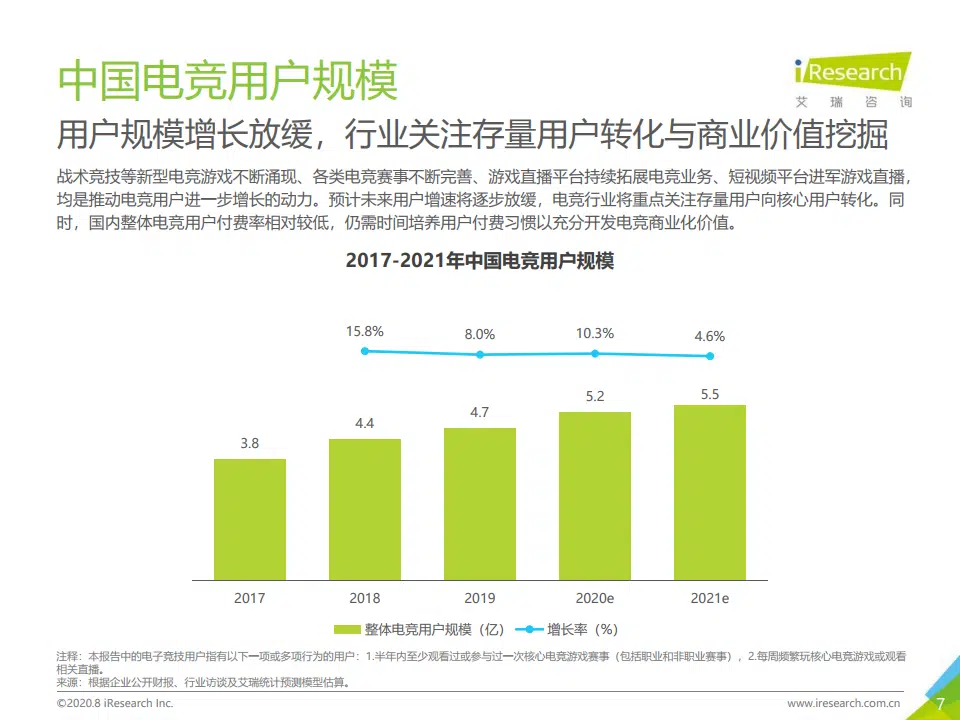 中国电竞用户规模
iResearch
艾瑞咨询
用户规模增长放缓，行业关注存量用户转化与商业价值挖掘
战术竞技等新型电竞游戏不断涌现、各类电竞赛事不断完善、游戏直播平台持续拓展电竞业务、短视频平台进军游戏直播，
均是推动电竞用户进一步增长的动力。预计未来用户增速将逐步放缓，电竞行业将重点关注存量用户向核心用户转化。同
时，国内整体电竞用户付费率相对较低，仍需时间培养用户付费习惯以充分开发电竞商业化价值。
2017-2021年中国电竞用户规模
15.8% 8.0% 10.3% 4.6%
3.8 4.4 4.7 5.2 5.5
2017 2018 2019 2020e 2021e
整体电竞用户规模（亿） 增长率（%）
注释：本报告中的电子竞技用户指有以下一项或多项行为的用户：1.半年内至少观看过或参与过一次核心电竞游戏赛事（包括职业和非职业赛事），2.每周频繁玩核心电竞游戏或观看
相关直播。
来源：根据企业公开财报、行业访谈及艾瑞统计预测模型估算。
©2020.8 iResearch Inc. www.iresearch.com.cn 7